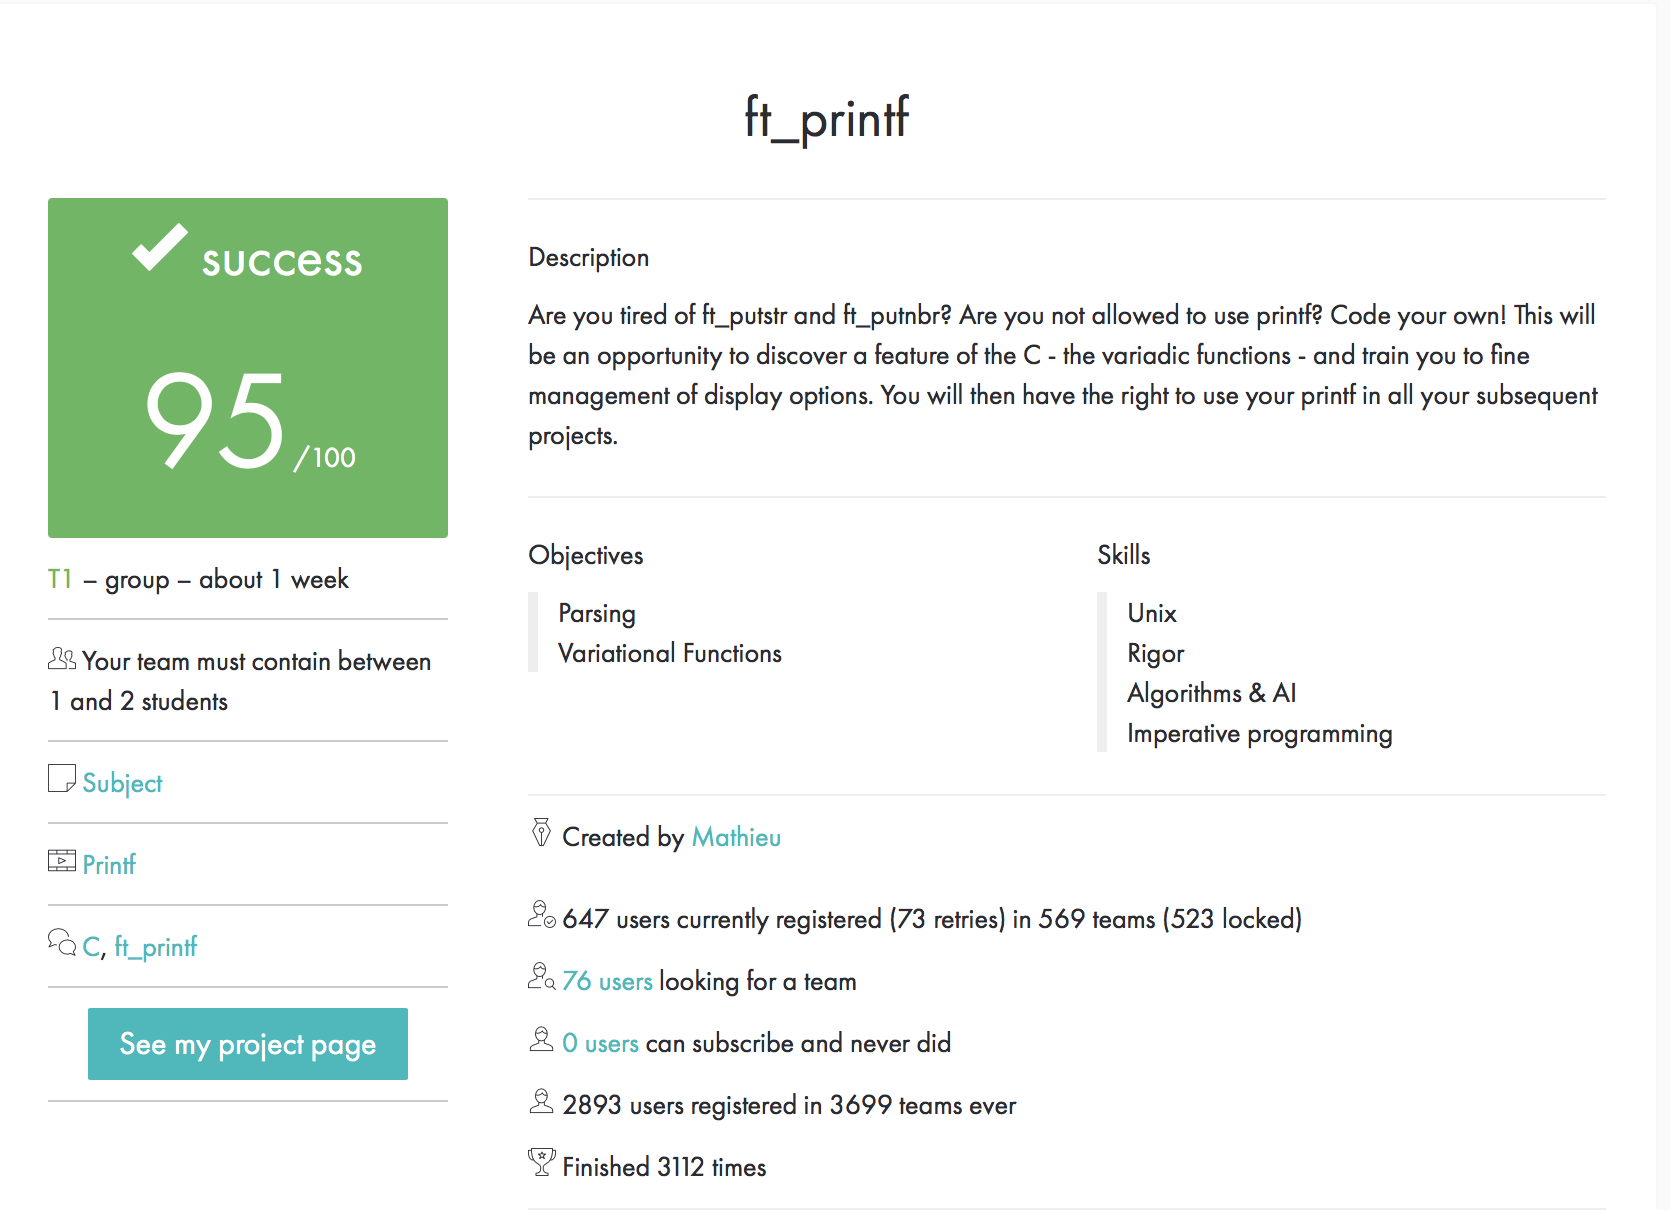 ft_printf
success
95/100
T1 – group – about 1 week
Your team must contain between
1 and 2 students
Subject
Printf
C, ft_printf
See my project page
Description
Are you tired of ft_putstr and ft_putnbr? Are you not allowed to use printf? Code your own! This will
be an opportunity to discover a feature of the C - the variadic functions - and train you to fine
management of display options. You will then have the right to use your printf in all your subsequent
projects.
Objectives
Parsing
Variational Functions
Skills
Unix
Rigor
Algorithms & AI
Imperative programming
Created by Mathieu
647 users currently registered (73 retries) in 569 teams (523 locked)
76 users looking for a team
0 users can subscribe and never did
2893 users registered in 3699 teams ever
Finished 3112 times